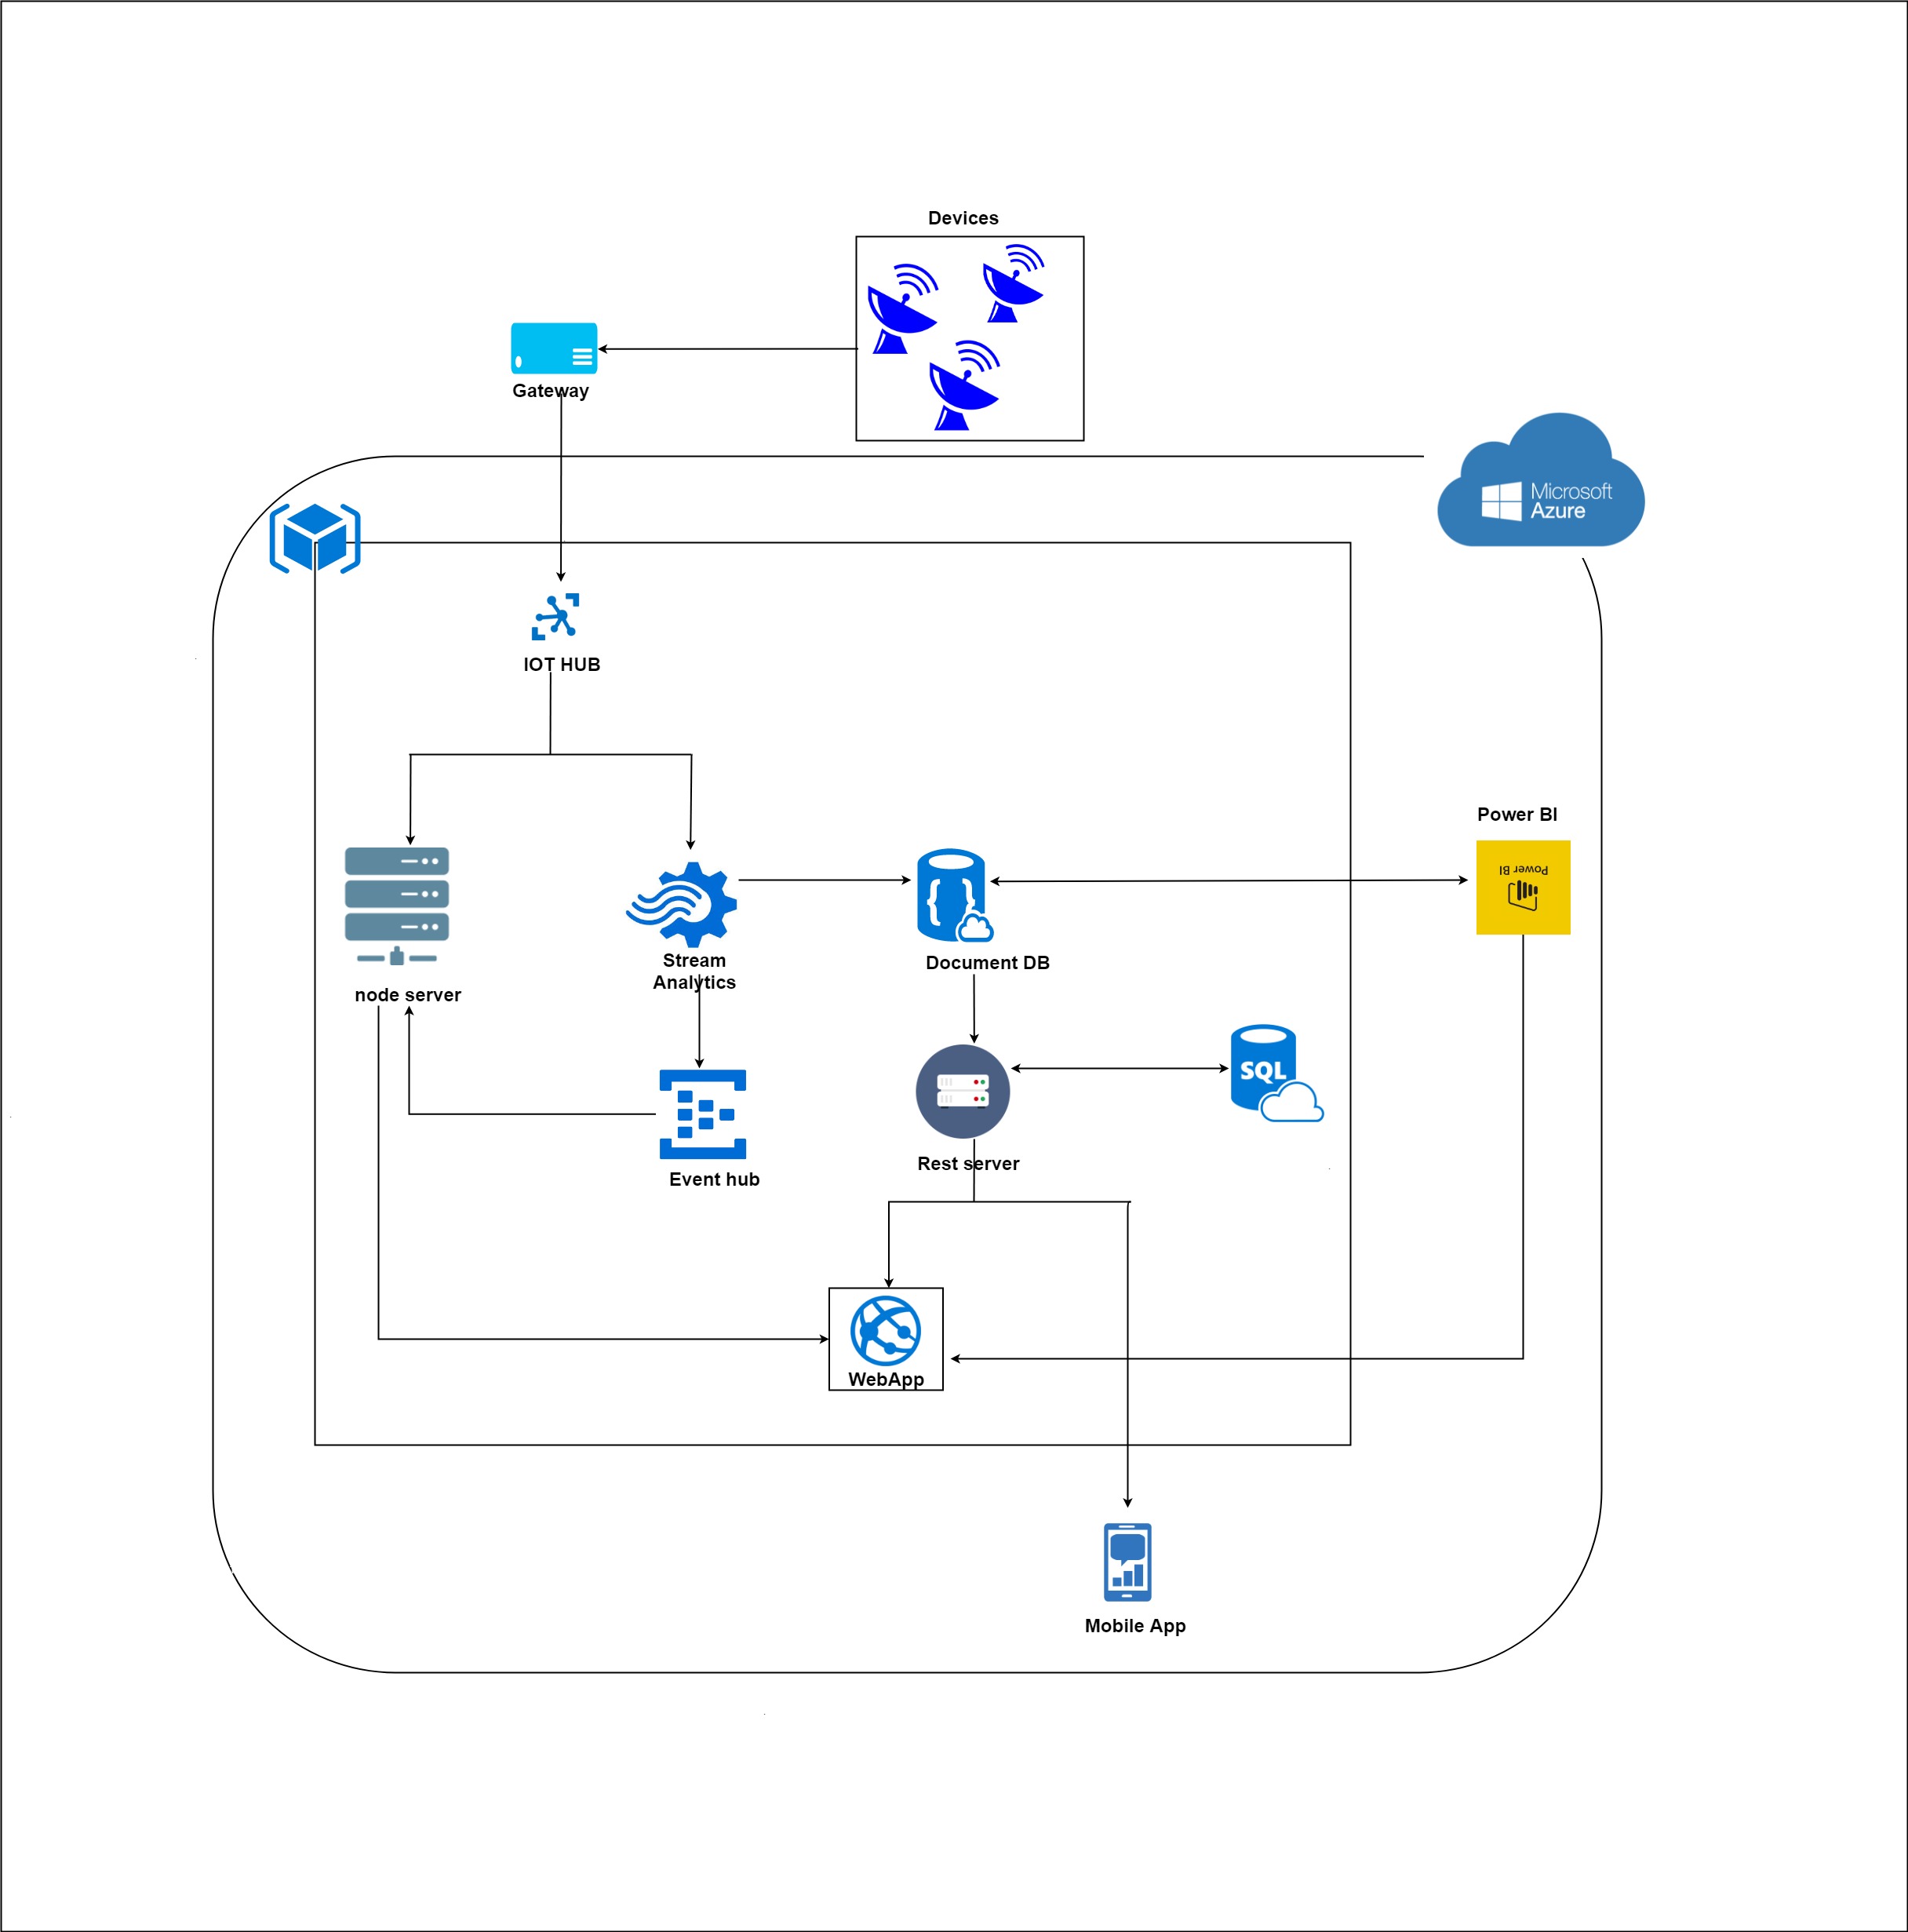 Devices
Gateway
Microsoft
Azure
IOT HUB
Power BI
Power BI
Stream
Analytics
Document DB
node server
SQL
Rest server
Event hub
WebApp
Mobile App